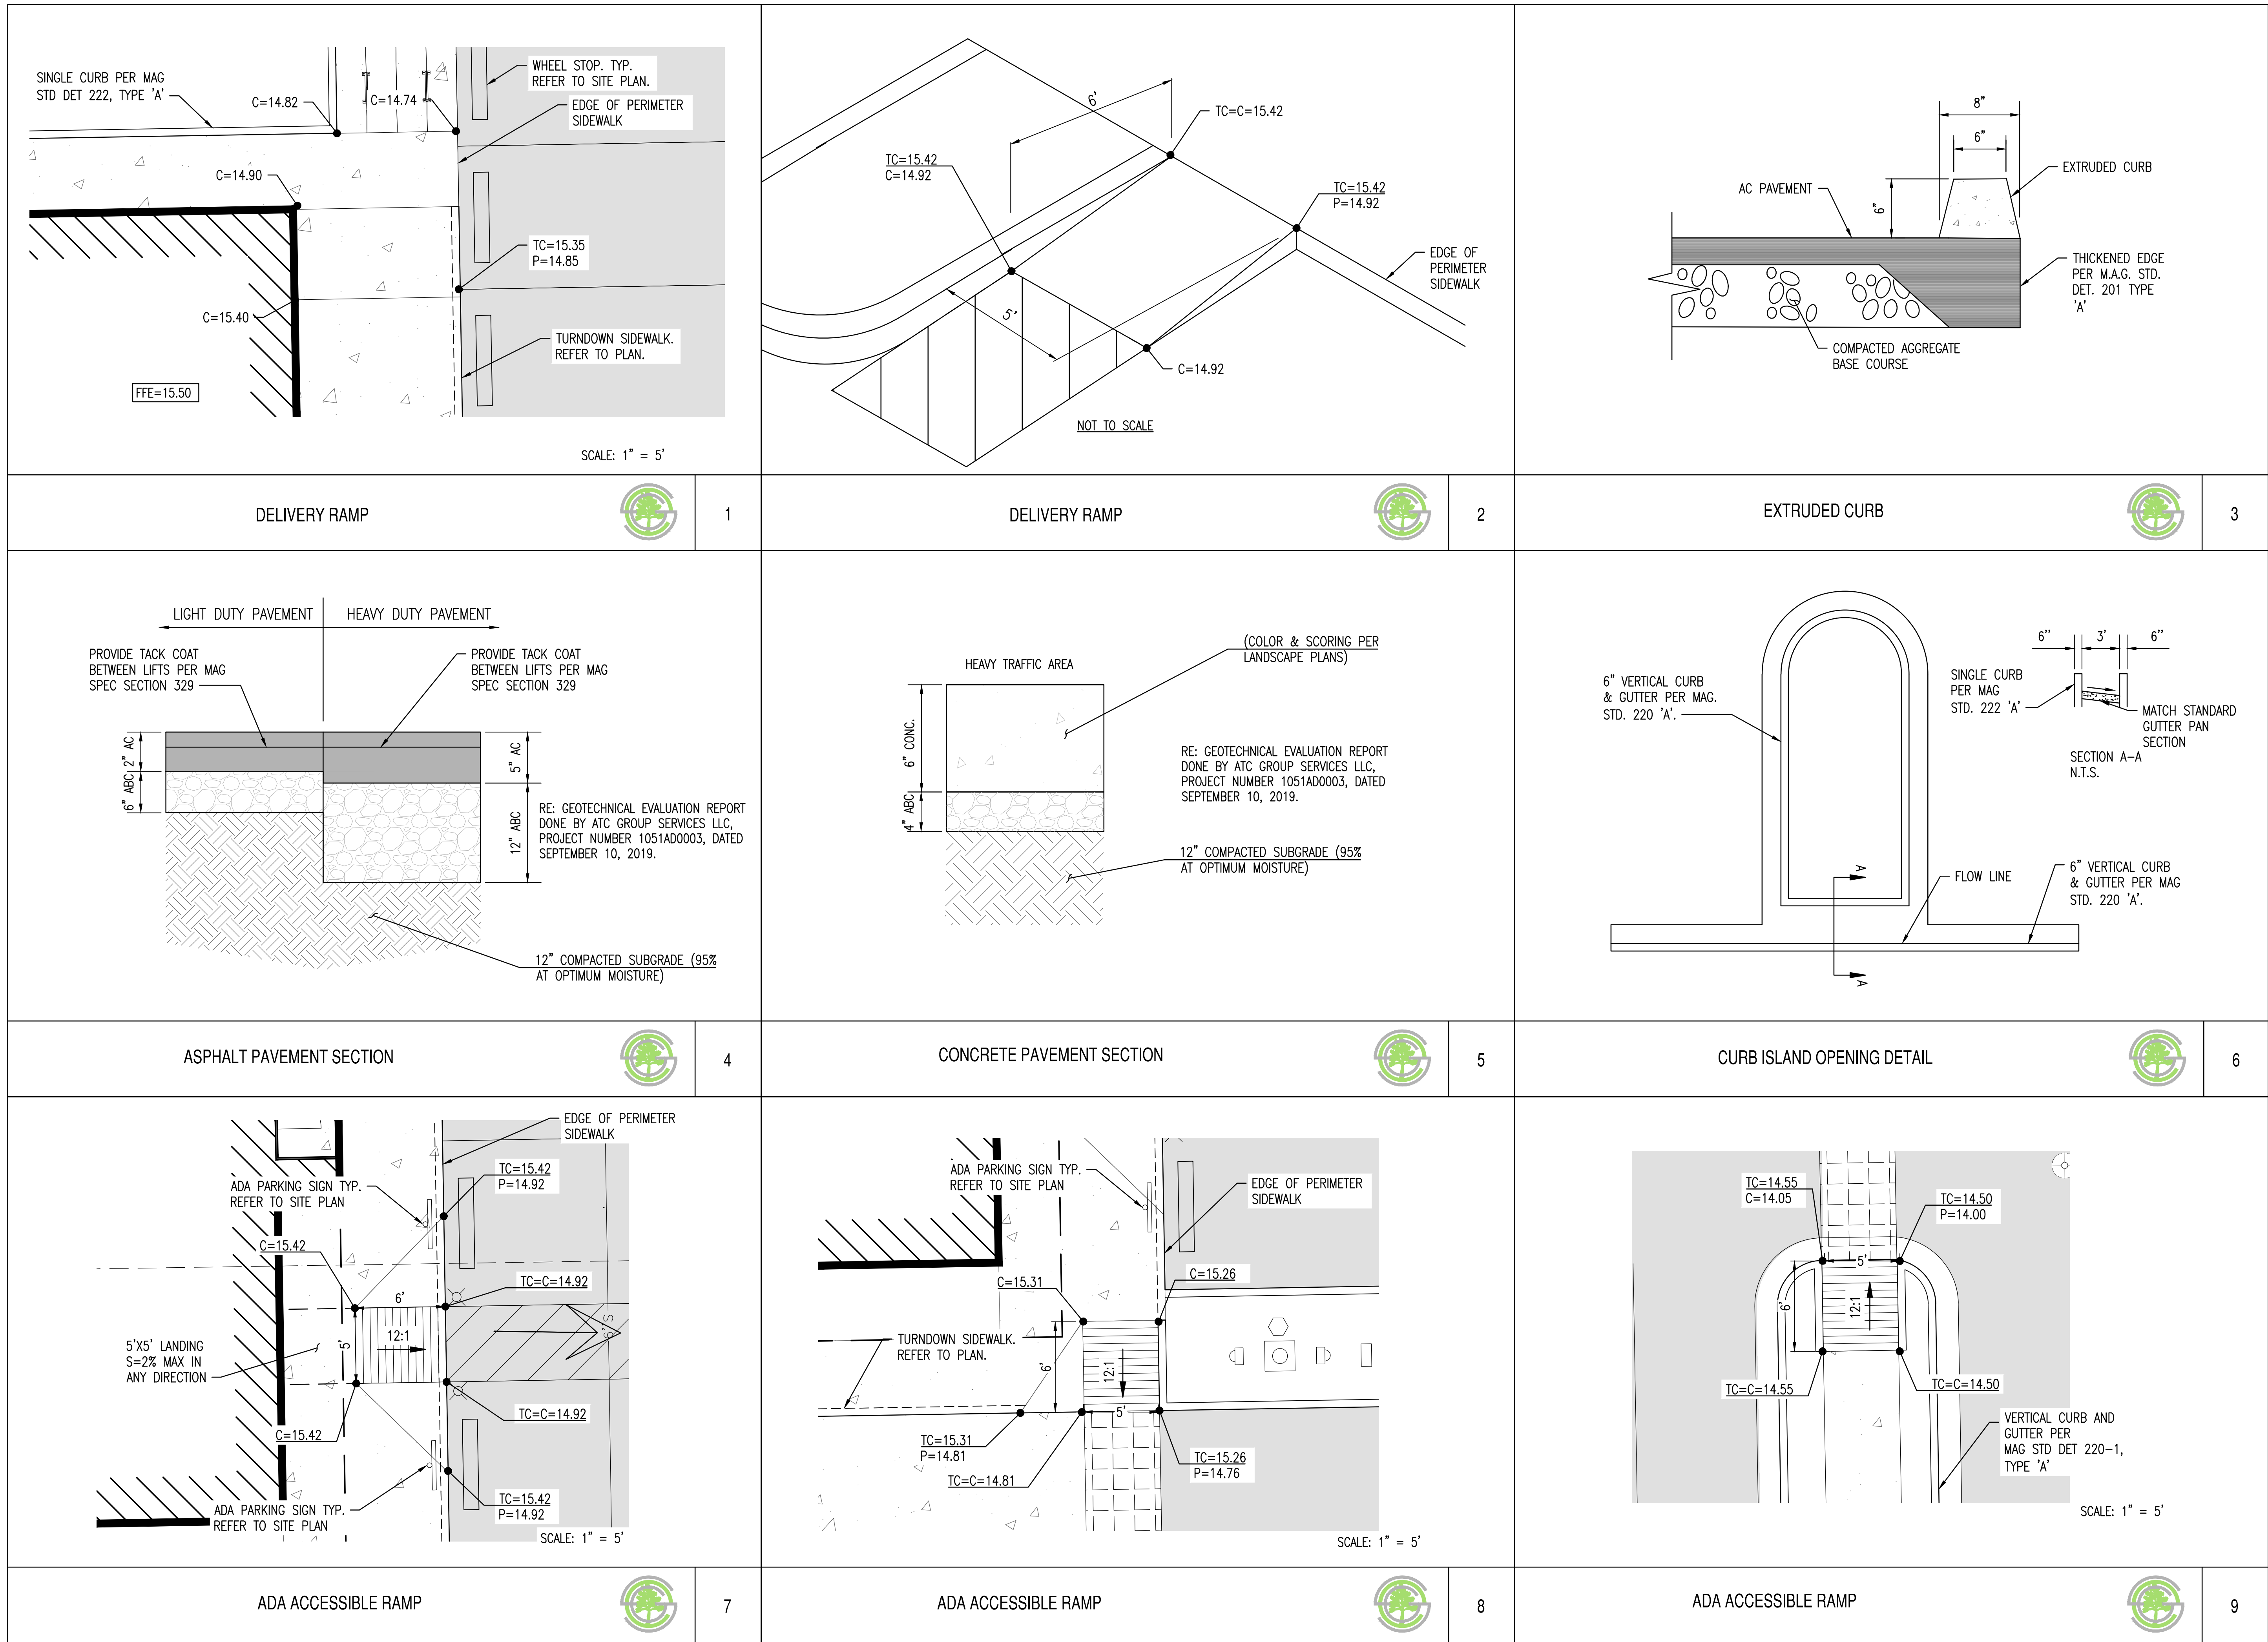 SINGLE CURB PER MAG
STD DET 222, TYPE 'A'
C=14.82
C=14.74
WHEEL STOP. TYP.
REFER TO SITE PLAN.
EDGE OF PERIMETER
SIDEWALK
C=14.90
TC=15.35
P=14.85
C=15.40
TURNDOWN SIDEWALK.
REFER TO PLAN.
FFE=15.50
SCALE: 1" = 5'
DELIVERY RAMP
1
6'
TC=C=15.42
TC=15.42
C=14.92
TC=15.42
P=14.92
EDGE OF
PERIMETER
SIDEWALK
5'
C=14.92
NOT TO SCALE
DELIVERY RAMP
2
8"
6"
EXTRUDED CURB
AC PAVEMENT
6"
THICKENED EDGE
PER M.A.G. STD.
DET. 201 TYPE
'A'
COMPACTED AGGREGATE
BASE COURSE
EXTRUDED CURB
3
LIGHT DUTY PAVEMENT
HEAVY DUTY PAVEMENT
PROVIDE TACK COAT
BETWEEN LIFTS PER MAG
SPEC SECTION 329
PROVIDE TACK COAT
BETWEEN LIFTS PER MAG
SPEC SECTION 329
2" AC
6" ABC
5" AC
12" ABC
RE: GEOTECHNICAL EVALUATION REPORT
DONE BY ATC GROUP SERVICES LLC,
PROJECT NUMBER 1051AD0003, DATED
SEPTEMBER 10, 2019.
12" COMPACTED SUBGRADE (95%
AT OPTIMUM MOISTURE)
ASPHALT PAVEMENT SECTION
4
HEAVY TRAFFIC AREA
(COLOR & SCORING PER
LANDSCAPE PLANS)
6" CONC.
4" ABC
RE: GEOTECHNICAL EVALUATION REPORT
DONE BY ATC GROUP SERVICES LLC,
PROJECT NUMBER 1051AD0003, DATED
SEPTEMBER 10, 2019.
12" COMPACTED SUBGRADE (95%
AT OPTIMUM MOISTURE)
CONCRETE PAVEMENT SECTION
5
6" VERTICAL CURB
& GUTTER PER MAG.
STD. 220 'A'.
6"
3'
6"
SINGLE CURB
PER MAG
STD. 222 'A'
MATCH STANDARD
GUTTER PAN
SECTION
SECTION A-A
N.T.S.
A
FLOW LINE
6" VERTICAL CURB
& GUTTER PER MAG
STD. 220 'A'.
A
CURB ISLAND OPENING DETAIL
6
EDGE OF PERIMETER
SIDEWALK
TC=15.42
P=14.92
ADA PARKING SIGN TYP.
REFER TO SITE PLAN
C=15.42
TC=C=14.92
6'
12:1
5'
5'X5' LANDING
S=2% MAX IN
ANY DIRECTION
TC=C=14.92
C=15.42
TC=15.42
P=14.92
ADA PARKING SIGN TYP.
REFER TO SITE PLAN
SCALE: 1" = 5'
ADA ACCESSIBLE RAMP
7
ADA PARKING SIGN TYP.
REFER TO SITE PLAN
EDGE OF PERIMETER
SIDEWALK
C=15.31
C=15.26
TURNDOWN SIDEWALK.
REFER TO PLAN.
6'
12:1
5'
TC=15.31
P=14.81
TC=15.26
P=14.76
TC=C=14.81
SCALE: 1" = 5'
ADA ACCESSIBLE RAMP
8
TC=14.55
C=14.05
TC=14.50
P=14.00
5'
6'
12:1
TC=C=14.55
TC=C=14.50
VERTICAL CURB AND
GUTTER PER
MAG STD DET 220-1,
TYPE 'A'
SCALE: 1" = 5'
ADA ACCESSIBLE RAMP
9